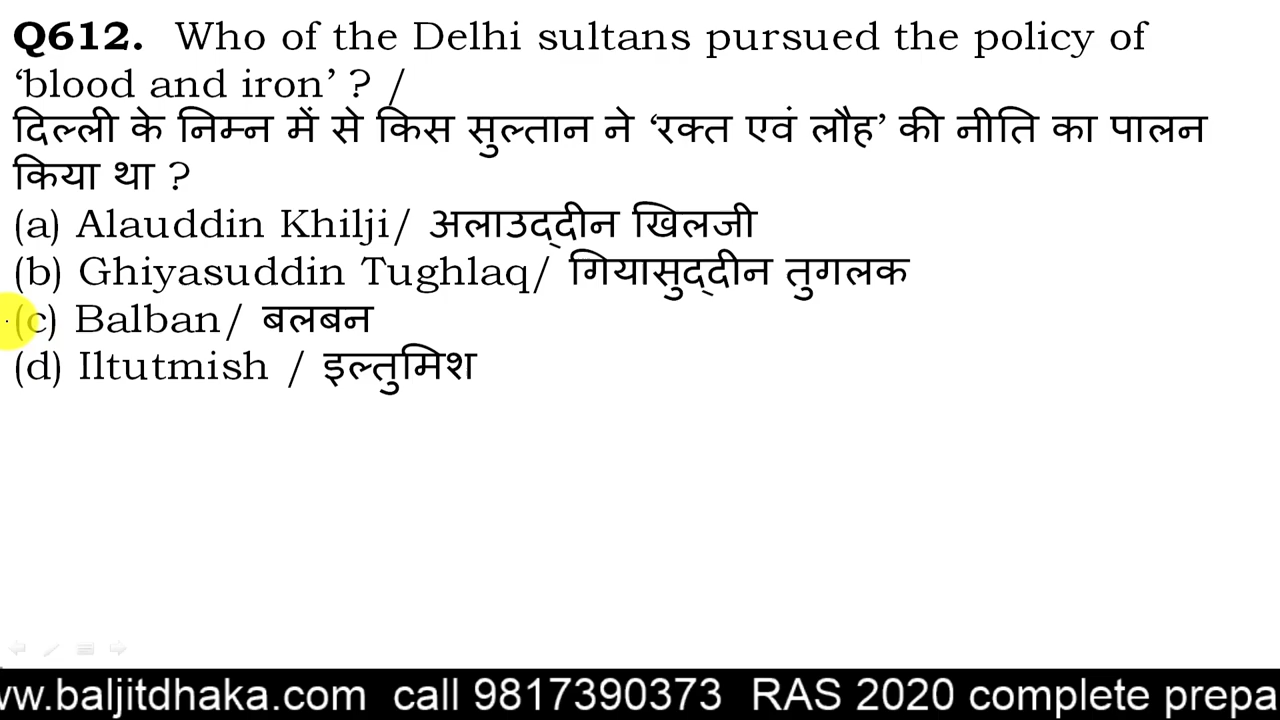 Q612. Who of the Delhi sultans pursued the policy of
‘blood and iron’ ? /
दिल्ली के निम्न में से किस सुल्तान ने ‘रक्त एवं लौह’ की नीति का पालन
किया था ?
(a) Alauddin Khilji/ अलाउद्दीन खिलजी
(b) Ghiyasuddin Tughlaq/ गियासुद्दीन तुगलक
(c) Balban/ बलबन
(d) Iltutmish / इल्तुमिश
ww.baljitdhaka.com call 9817390373 RAS 2020 complete prepa